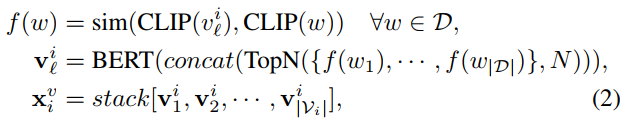 f(w) = sim(CLIP(v_ℓ^i), CLIP(w)) ∀w ∈ 𝒟,
𝐯_ℓ^i = BERT(concat(TopN({f(w_1), ⋯ , f(w_{|𝒟|})}, N))),
𝐱_i^v = stack[𝐯_1^i, 𝐯_2^i, ⋯ , 𝐯_{|𝒱_i|}^i], (2)